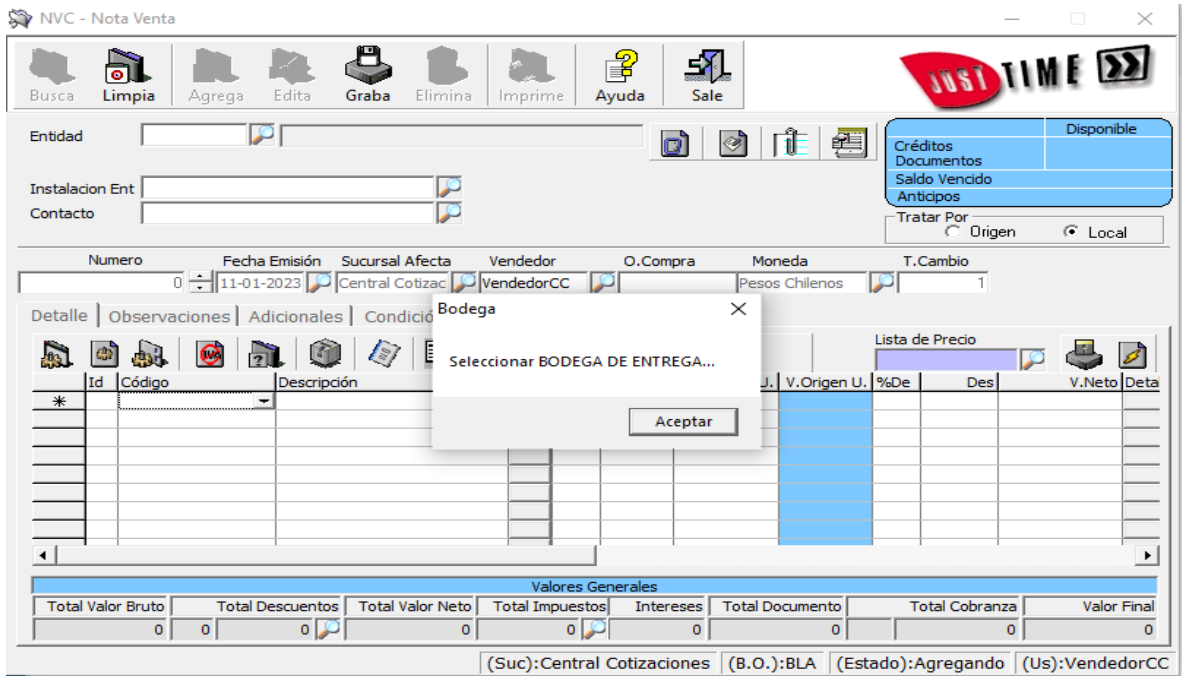 NVC - Nota Venta
Busca Limpia Agrega Edita Graba Elimina Imprime Ayuda Sale
JUST TIME
Entidad
Disponible
Créditos
Documentos
Saldo Vencido
Anticipos
Instalacion Ent
Contacto
Tratar Por
Origen Local
Numero Fecha Emisión Sucursal Afecta Vendedor O.Compra Moneda T.Cambio
0 11-01-2023 Central Cotizac VendedorCC Pesos Chilenos 1
Detalle Observaciones Adicionales Condició
Bodega
Seleccionar BODEGA DE ENTREGA...
Aceptar
Lista de Precio
IVA
Id Código Descripción J. V.Origen U. %De Des V.Neto Deta
Valores Generales
Total Valor Bruto Total Descuentos Total Valor Neto Total Impuestos Intereses Total Documento Total Cobranza Valor Final
0 0 0 0 0 0 0 0 0
(Suc):Central Cotizaciones (B.O.):BLA (Estado):Agregando (Us):VendedorCC